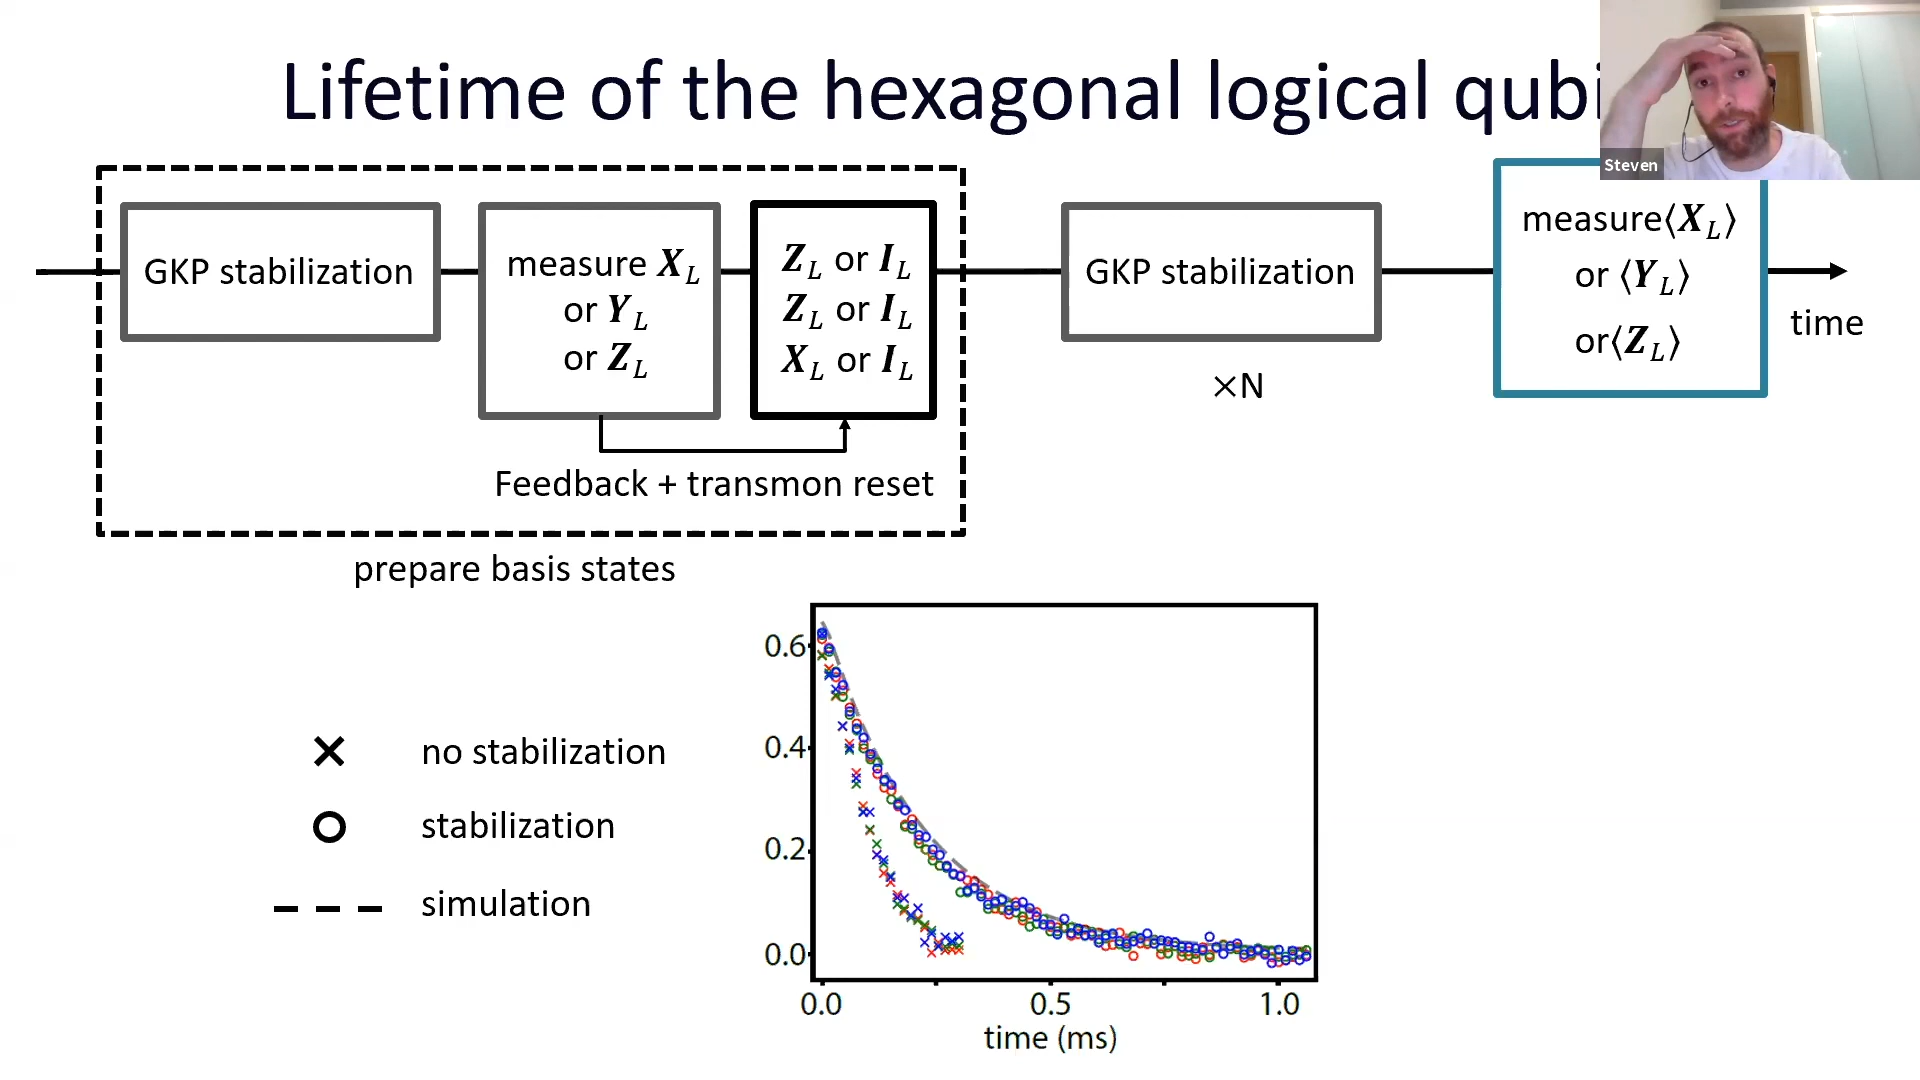 Lifetime of the hexagonal logical qubi
Steven
GKP stabilization
measure X_L
or Y_L
or Z_L
Z_L or I_L
Z_L or I_L
X_L or I_L
GKP stabilization
×N
measure⟨X_L⟩
or ⟨Y_L⟩
or⟨Z_L⟩
time
Feedback + transmon reset
prepare basis states
no stabilization
stabilization
simulation
0.6
0.4
0.2
0.0
0.0 0.5 1.0
time (ms)